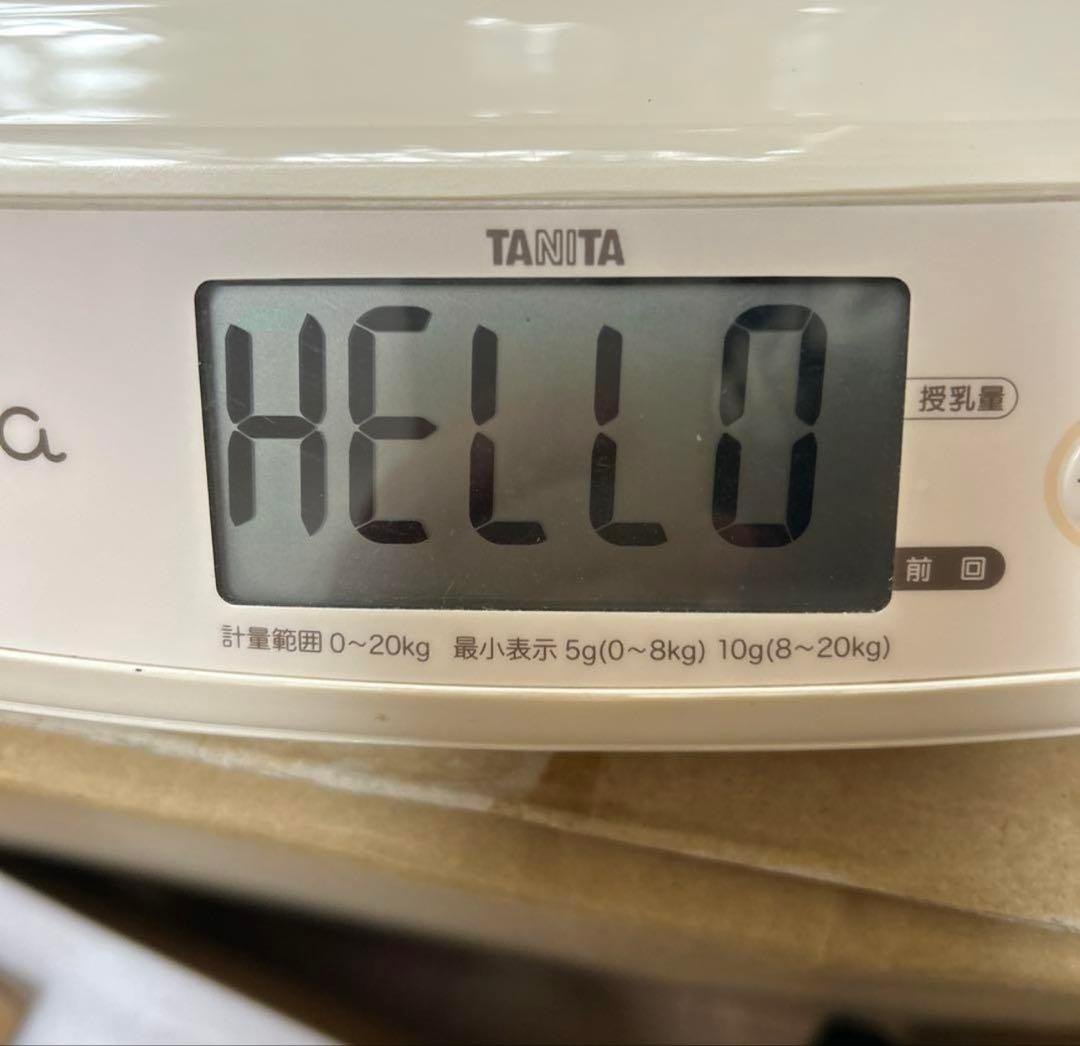 TANITA
HELLO
授乳量
a
前回
計量範囲 0～20kg 最小表示 5g(0～8kg) 10g(8～20kg)